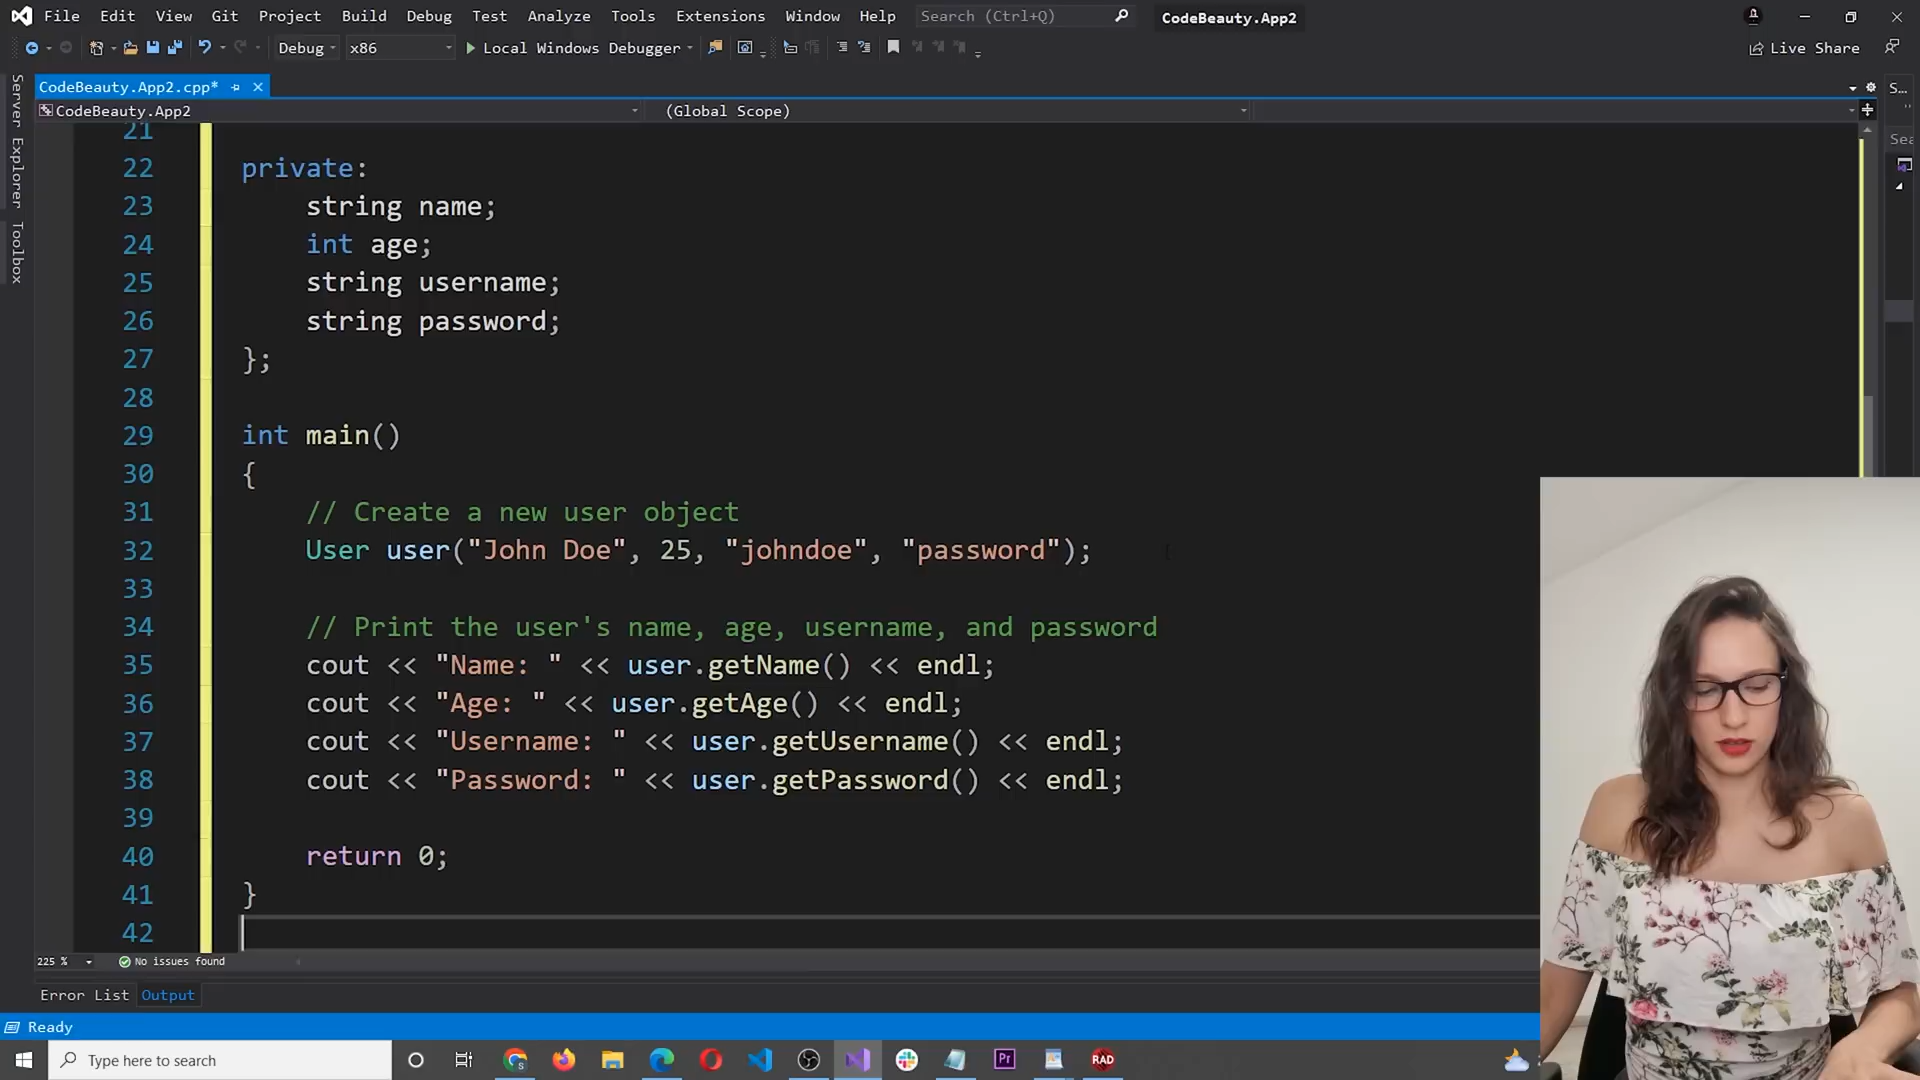 File Edit View Git Project Build Debug Test Analyze Tools Extensions Window Help Search (Ctrl+Q) CodeBeauty.App2
Debug x86 Local Windows Debugger Live Share
CodeBeauty.App2.cpp* S...
CodeBeauty.App2 (Global Scope)
Server Explorer
Toolbox
Sea
21
22 private:
23 string name;
24 int age;
25 string username;
26 string password;
27 };
28
29 int main()
30 {
31 // Create a new user object
32 User user("John Doe", 25, "johndoe", "password");
33
34 // Print the user's name, age, username, and password
35 cout << "Name: " << user.getName() << endl;
36 cout << "Age: " << user.getAge() << endl;
37 cout << "Username: " << user.getUsername() << endl;
38 cout << "Password: " << user.getPassword() << endl;
39
40 return 0;
41 }
42
225 % No issues found
Error List Output
Ready
Type here to search Pr RAD